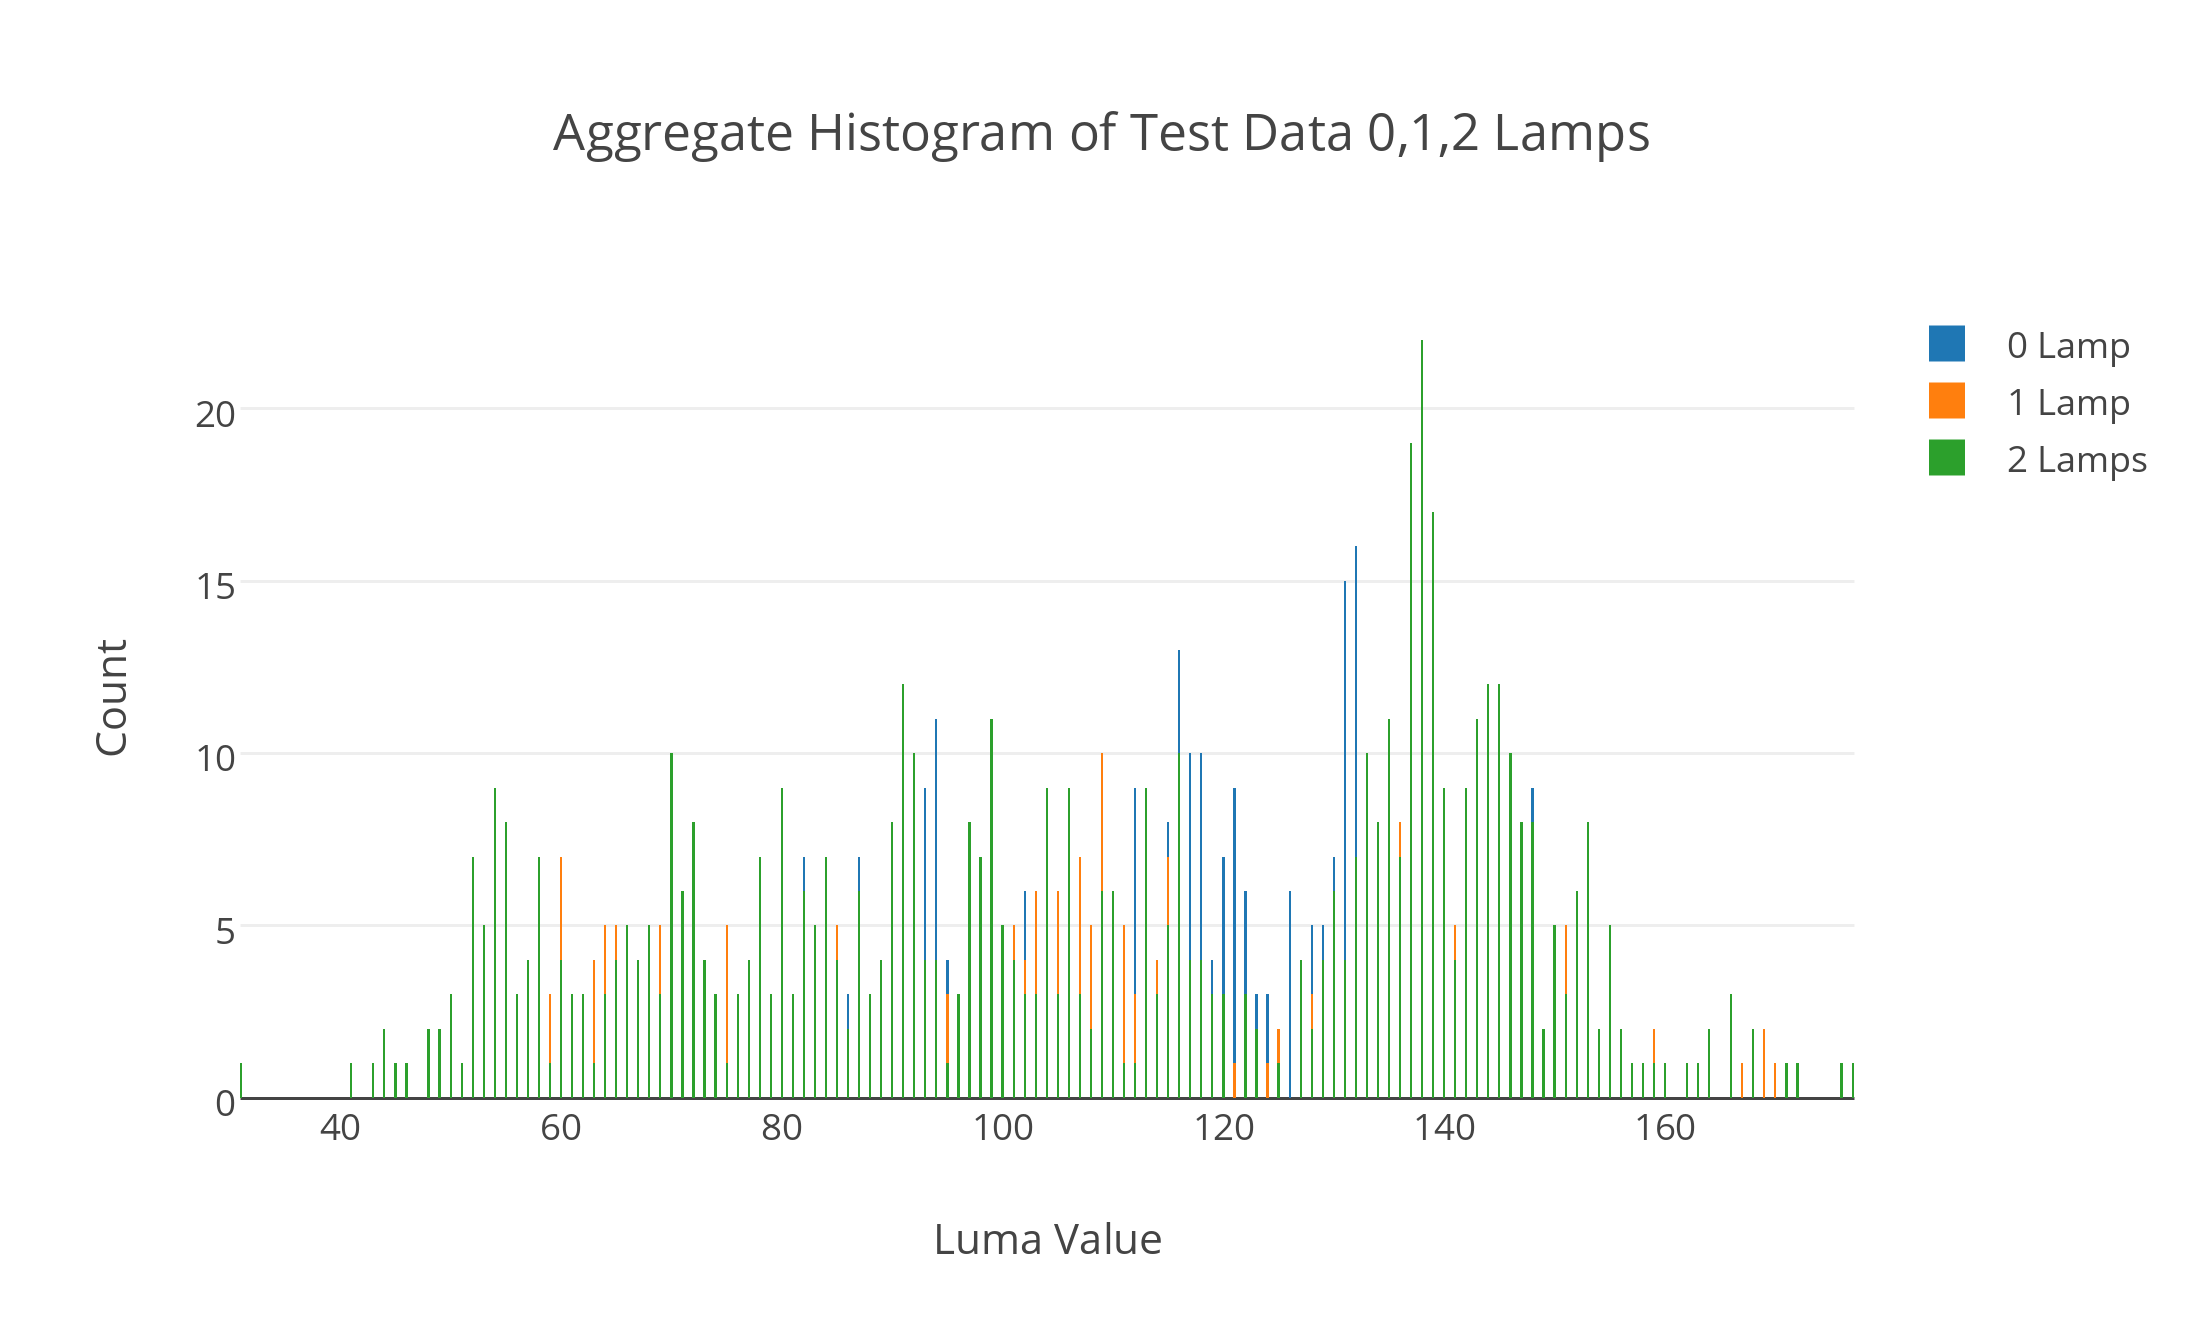 Aggregate Histogram of Test Data 0,1,2 Lamps
0 Lamp
1 Lamp
2 Lamps
20
15
10
5
0
Count
40 60 80 100 120 140 160
Luma Value